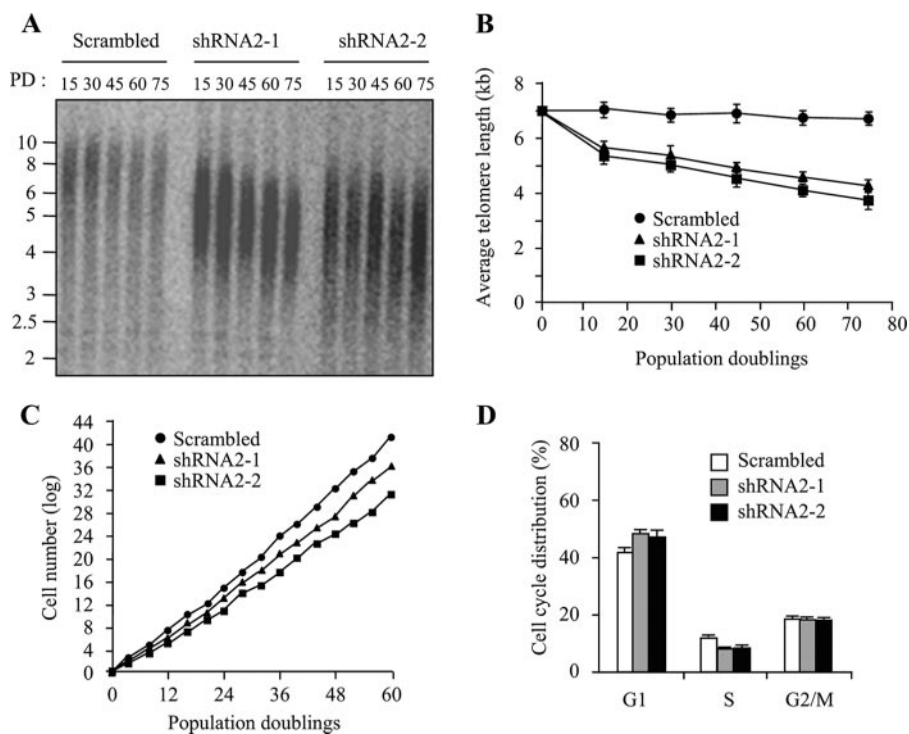 A
Scrambled shRNA2-1 shRNA2-2
PD : 15 30 45 60 75 15 30 45 60 75 15 30 45 60 75
10
8
6
5
4
3
2.5
2
B
Average telomere length (kb)
8
6
4
2
0
Scrambled
shRNA2-1
shRNA2-2
0 10 20 30 40 50 60 70 80
Population doublings
C
Cell number (log)
44
40
36
32
28
24
20
16
12
8
4
0
Scrambled
shRNA2-1
shRNA2-2
0 12 24 36 48 60
Population doublings
D
Cell cycle distribution (%)
80
60
40
20
0
Scrambled
shRNA2-1
shRNA2-2
G1 S G2/M